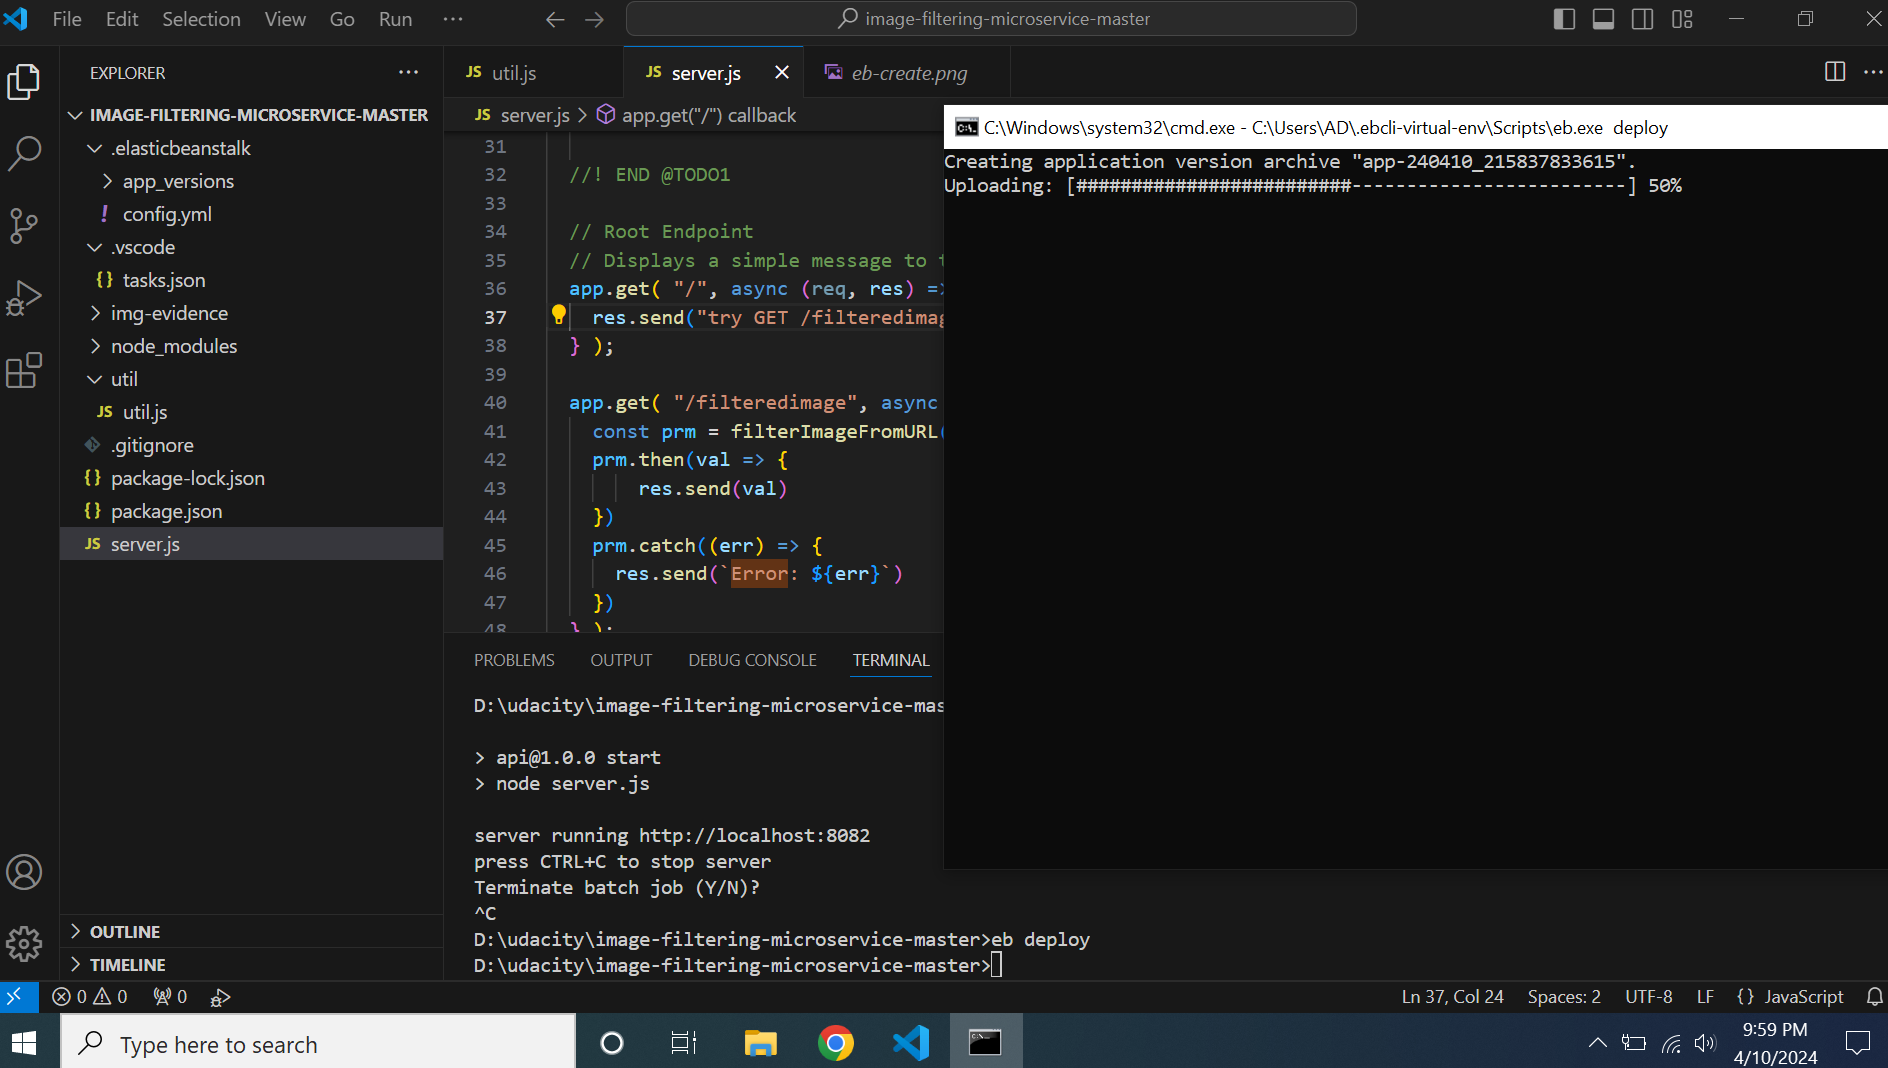 File Edit Selection View Go Run ···
image-filtering-microservice-master
EXPLORER ···
IMAGE-FILTERING-MICROSERVICE-MASTER
.elasticbeanstalk
app_versions
! config.yml
.vscode
{} tasks.json
img-evidence
node_modules
util
JS util.js
.gitignore
{} package-lock.json
{} package.json
JS server.js
OUTLINE
TIMELINE
JS util.js
JS server.js
eb-create.png
JS server.js > app.get("/") callback
31
32 //! END @TODO1
33
34 // Root Endpoint
35 // Displays a simple message to
36 app.get( "/", async (req, res) =>
37 res.send("try GET /filteredimag
38 } );
39
40 app.get( "/filteredimage", async
41 const prm = filterImageFromURL(
42 prm.then(val => {
43 res.send(val)
44 })
45 prm.catch((err) => {
46 res.send(`Error: ${err}`)
47 })
48 } );
PROBLEMS OUTPUT DEBUG CONSOLE TERMINAL
D:\udacity\image-filtering-microservice-mas
> api@1.0.0 start
> node server.js
server running http://localhost:8082
press CTRL+C to stop server
Terminate batch job (Y/N)?
^C
D:\udacity\image-filtering-microservice-master>eb deploy
D:\udacity\image-filtering-microservice-master>
C:\Windows\system32\cmd.exe - C:\Users\AD\.ebcli-virtual-env\Scripts\eb.exe  deploy
Creating application version archive "app-240410_215837833615".
Uploading: [#########################-------------------------] 50%
0 0 0
Ln 37, Col 24 Spaces: 2 UTF-8 LF {} JavaScript
Type here to search
9:59 PM
4/10/2024